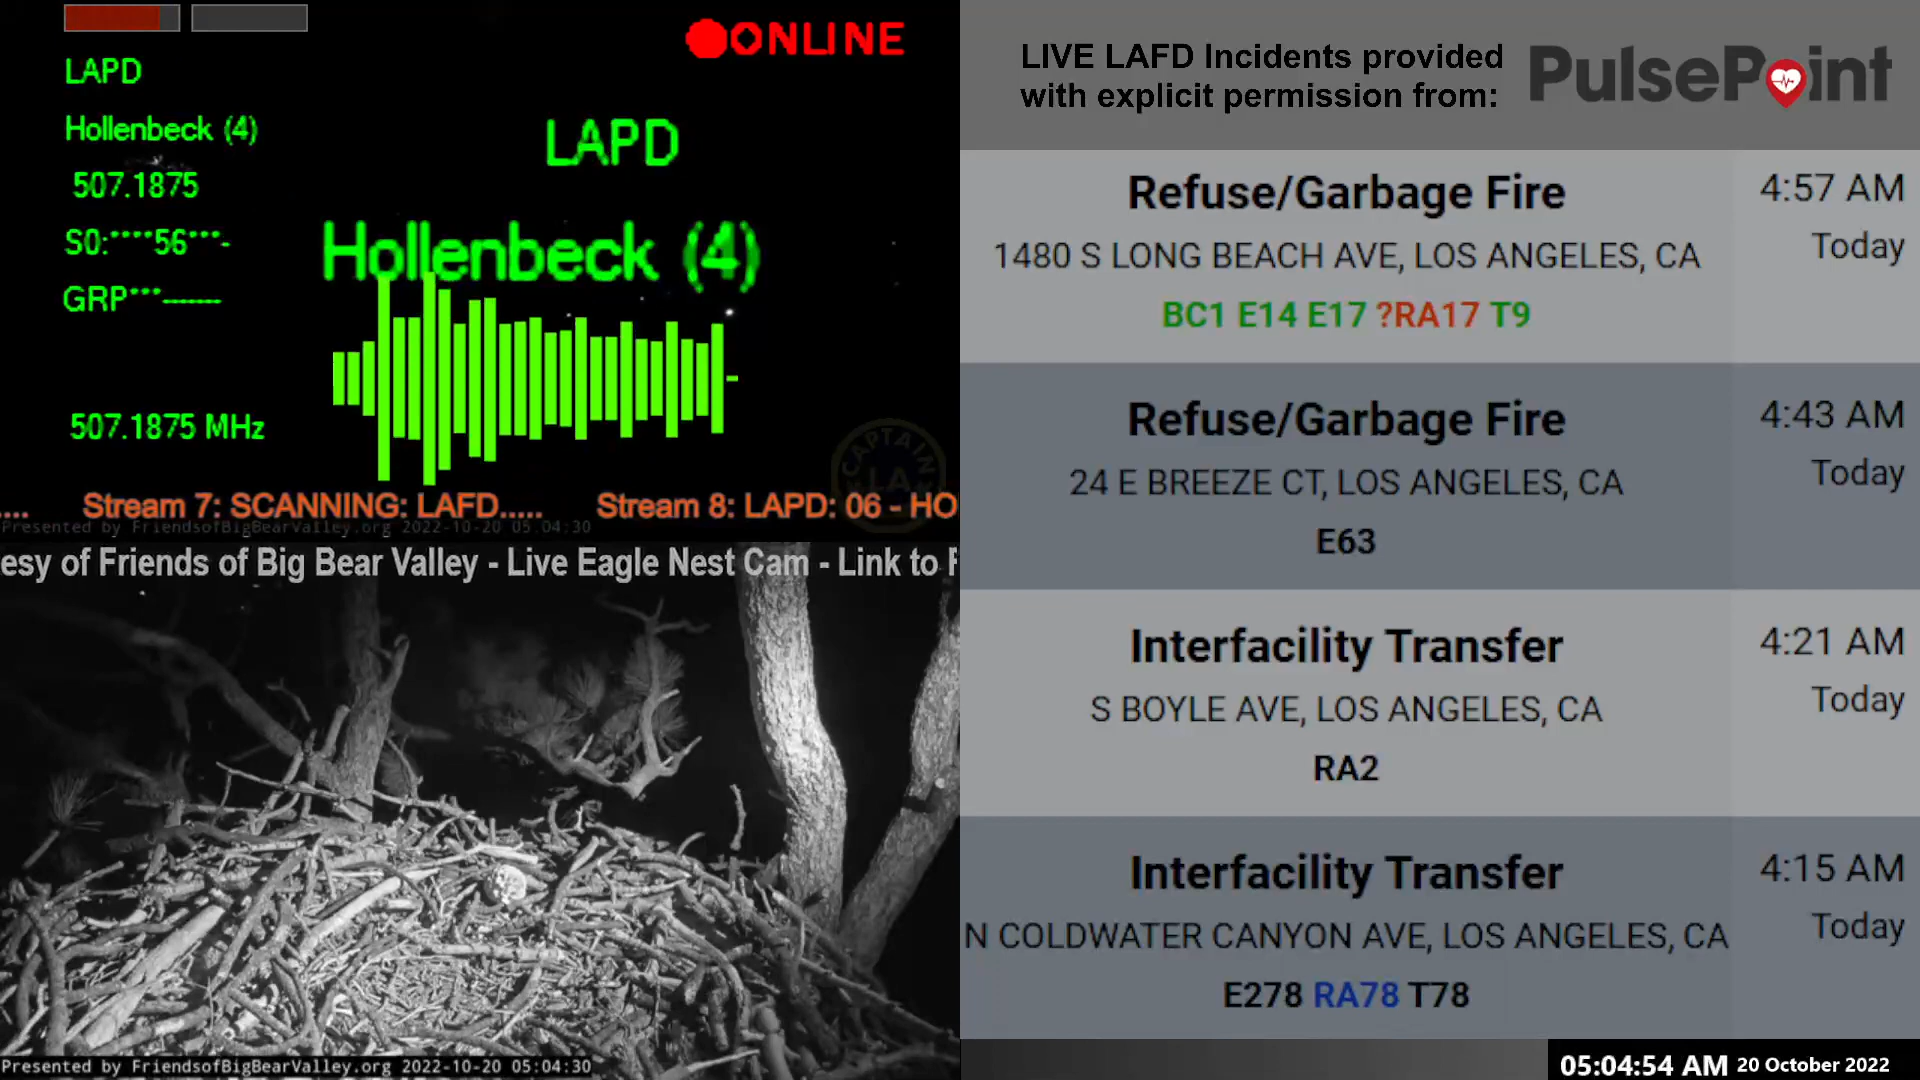 LAPD
Hollenbeck (4)
507.1875
S0:****56***-
GRP***-------
507.1875 MHz
ONLINE
LAPD
Hollenbeck (4)
CAPTAIN
LA
.... Stream 7: SCANNING: LAFD..... Stream 8: LAPD: 06 - HO
Presented by FriendsofBigBearValley.org 2022-10-20 05:04:30
esy of Friends of Big Bear Valley - Live Eagle Nest Cam - Link to F
Presented by FriendsofBigBearValley.org 2022-10-20 05:04:30
LIVE LAFD Incidents provided
with explicit permission from:
PulsePoint
Refuse/Garbage Fire
4:57 AM
1480 S LONG BEACH AVE, LOS ANGELES, CA
Today
BC1 E14 E17 ?RA17 T9
Refuse/Garbage Fire
4:43 AM
24 E BREEZE CT, LOS ANGELES, CA
Today
E63
Interfacility Transfer
4:21 AM
S BOYLE AVE, LOS ANGELES, CA
Today
RA2
Interfacility Transfer
4:15 AM
N COLDWATER CANYON AVE, LOS ANGELES, CA
Today
E278 RA78 T78
05:04:54 AM 20 October 2022